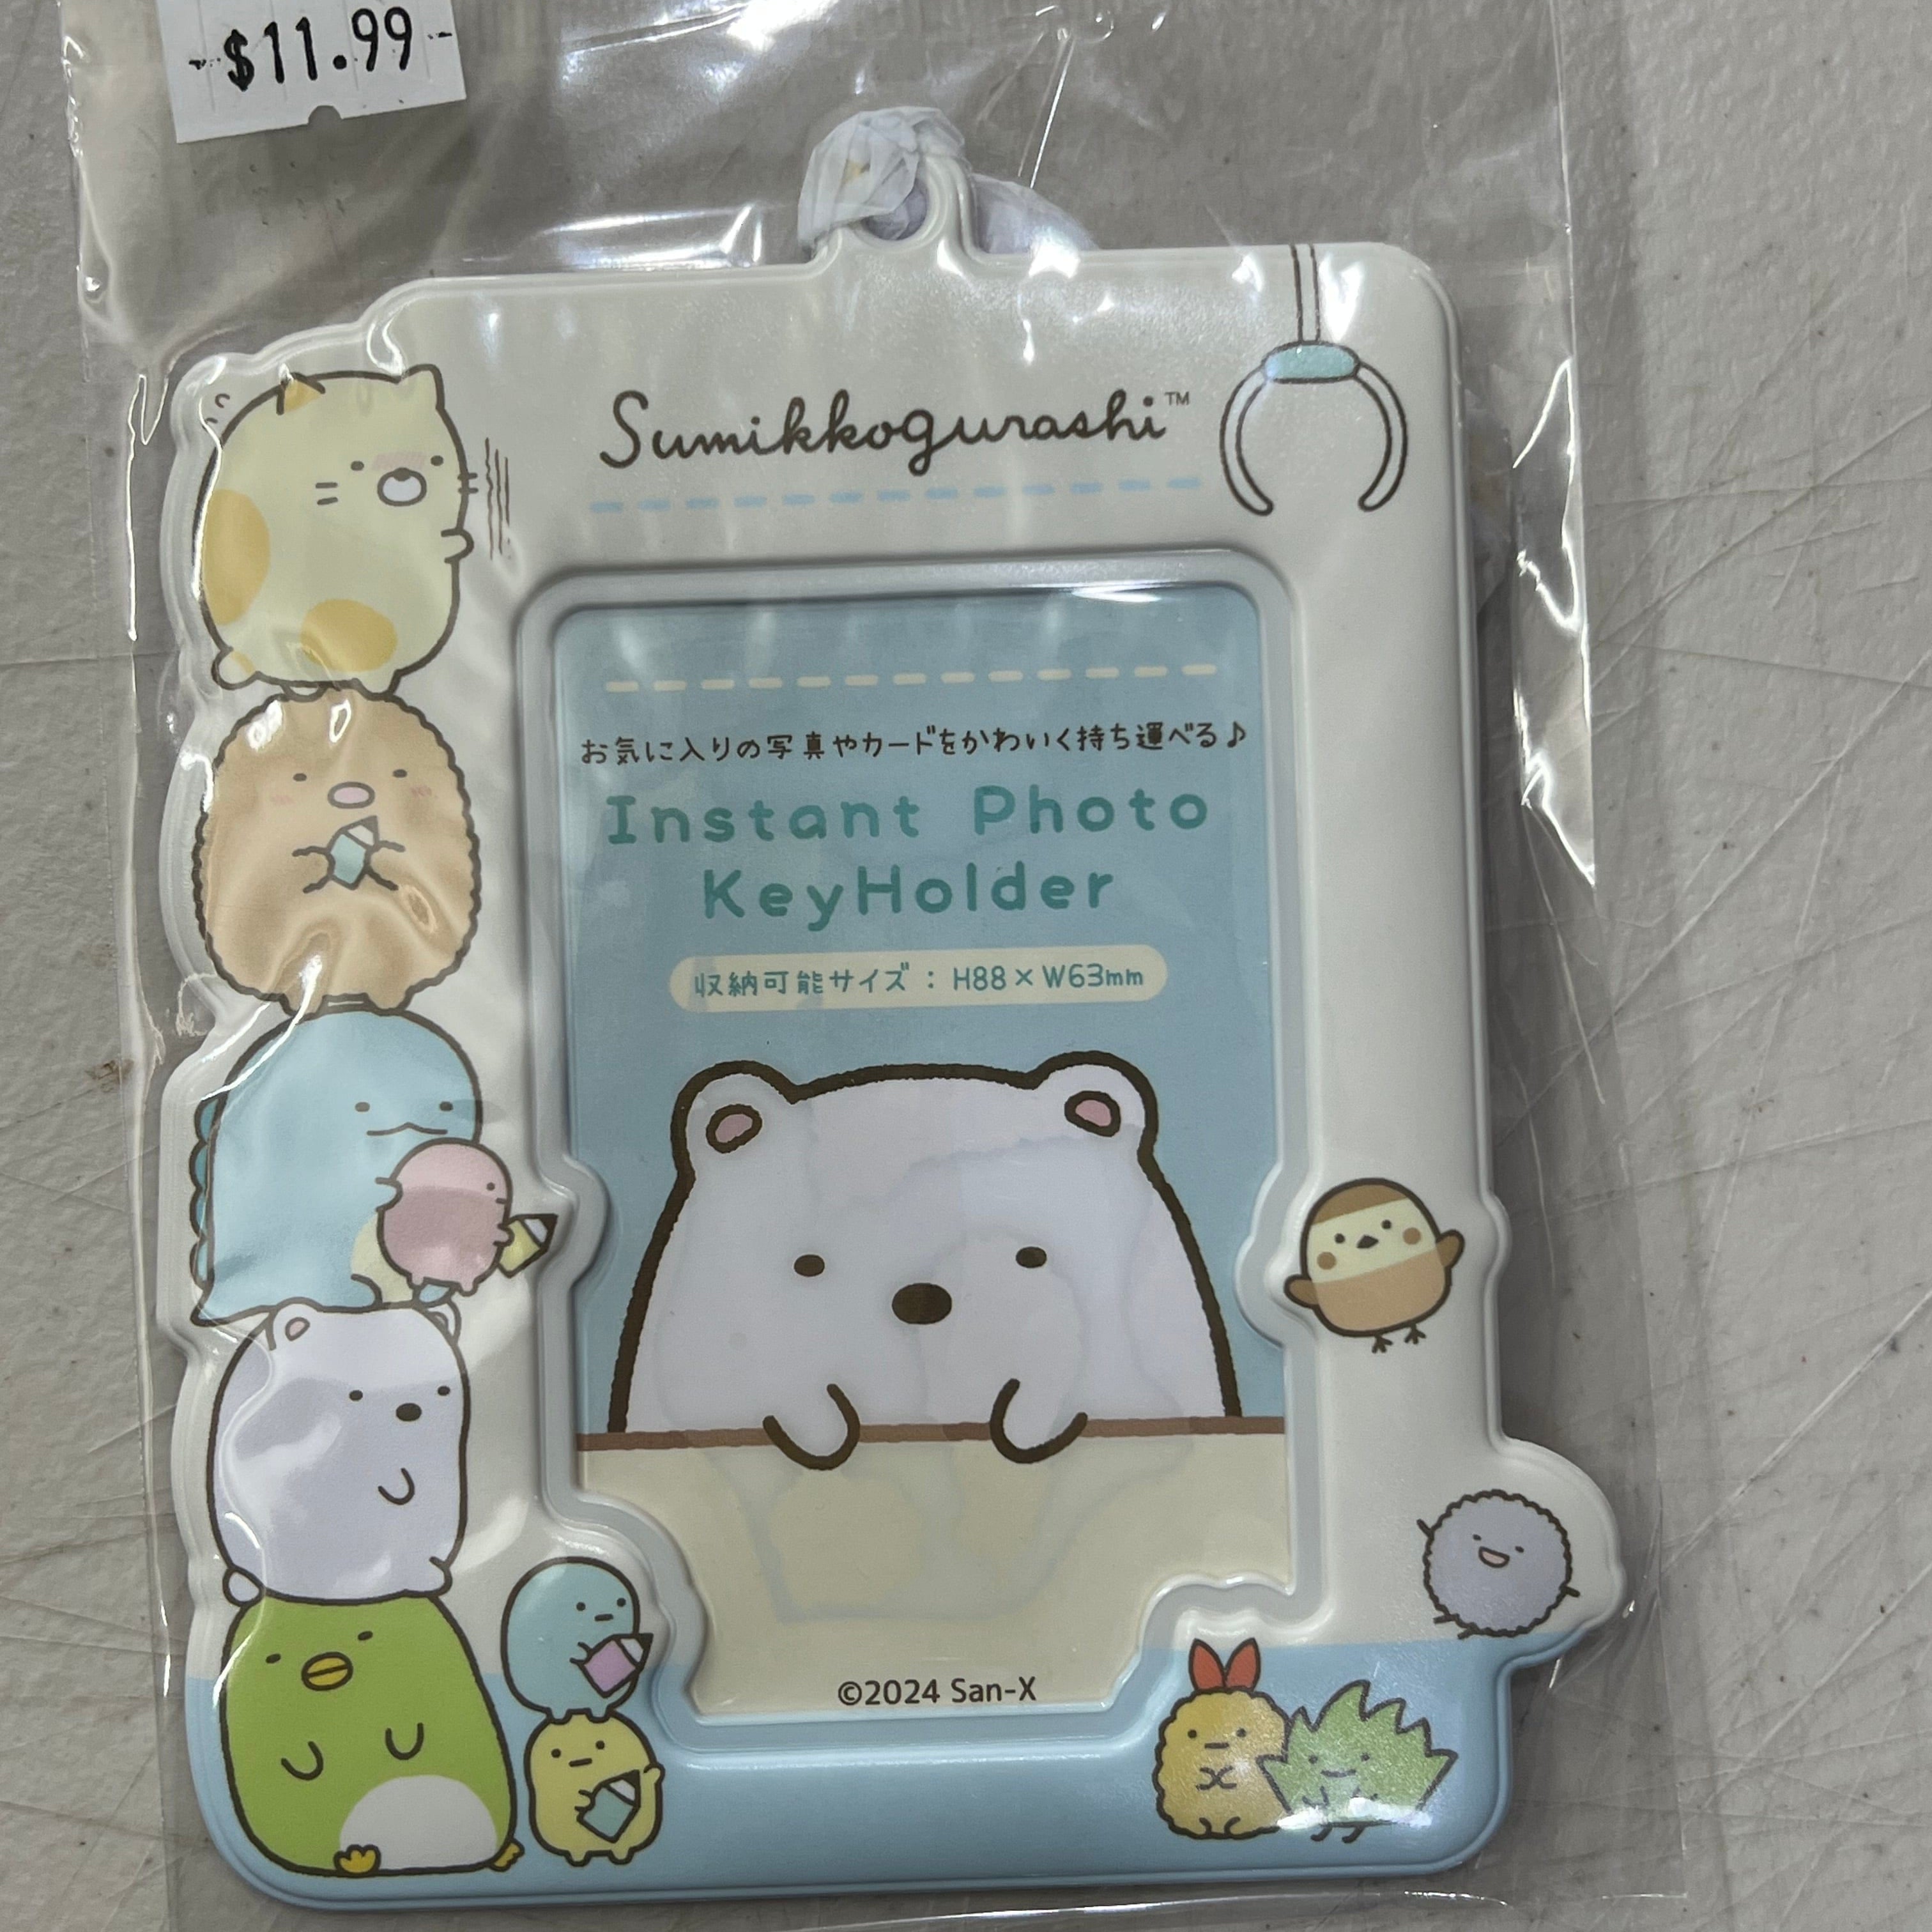 -$11.99-
Sumikkogurashi™
お気に入りの写真やカードをかわいく持ち運べる♪
Instant Photo
KeyHolder
収納可能サイズ：H88×W63mm
©2024 San-X